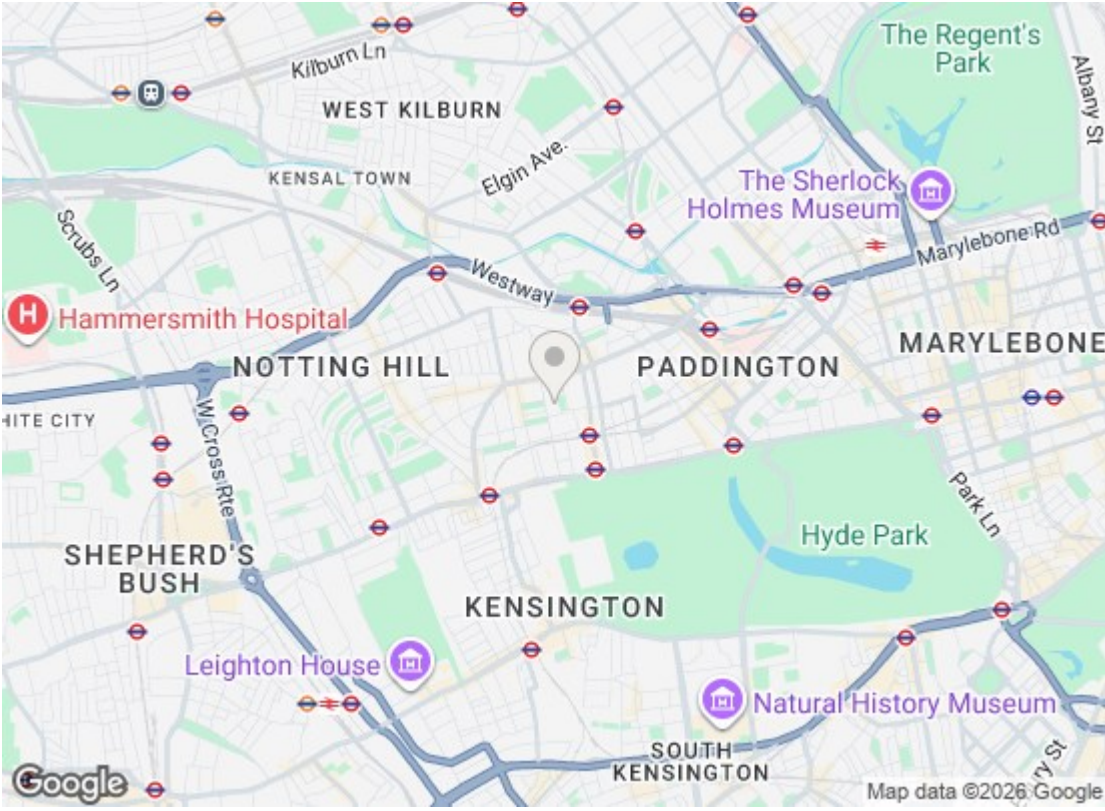 The Regent's
Park
Albany St
Kilburn Ln
WEST KILBURN
Elgin Ave.
KENSAL TOWN
The Sherlock
Holmes Museum
Scrubs Ln
Marylebone Rd
Westway
H Hammersmith Hospital
NOTTING HILL
PADDINGTON
MARYLEBONE
HITE CITY
W Cross Rte
Park Ln
Hyde Park
SHEPHERD'S
BUSH
KENSINGTON
Leighton House
Natural History Museum
SOUTH
KENSINGTON
ry St
Google
Map data ©2026 Google